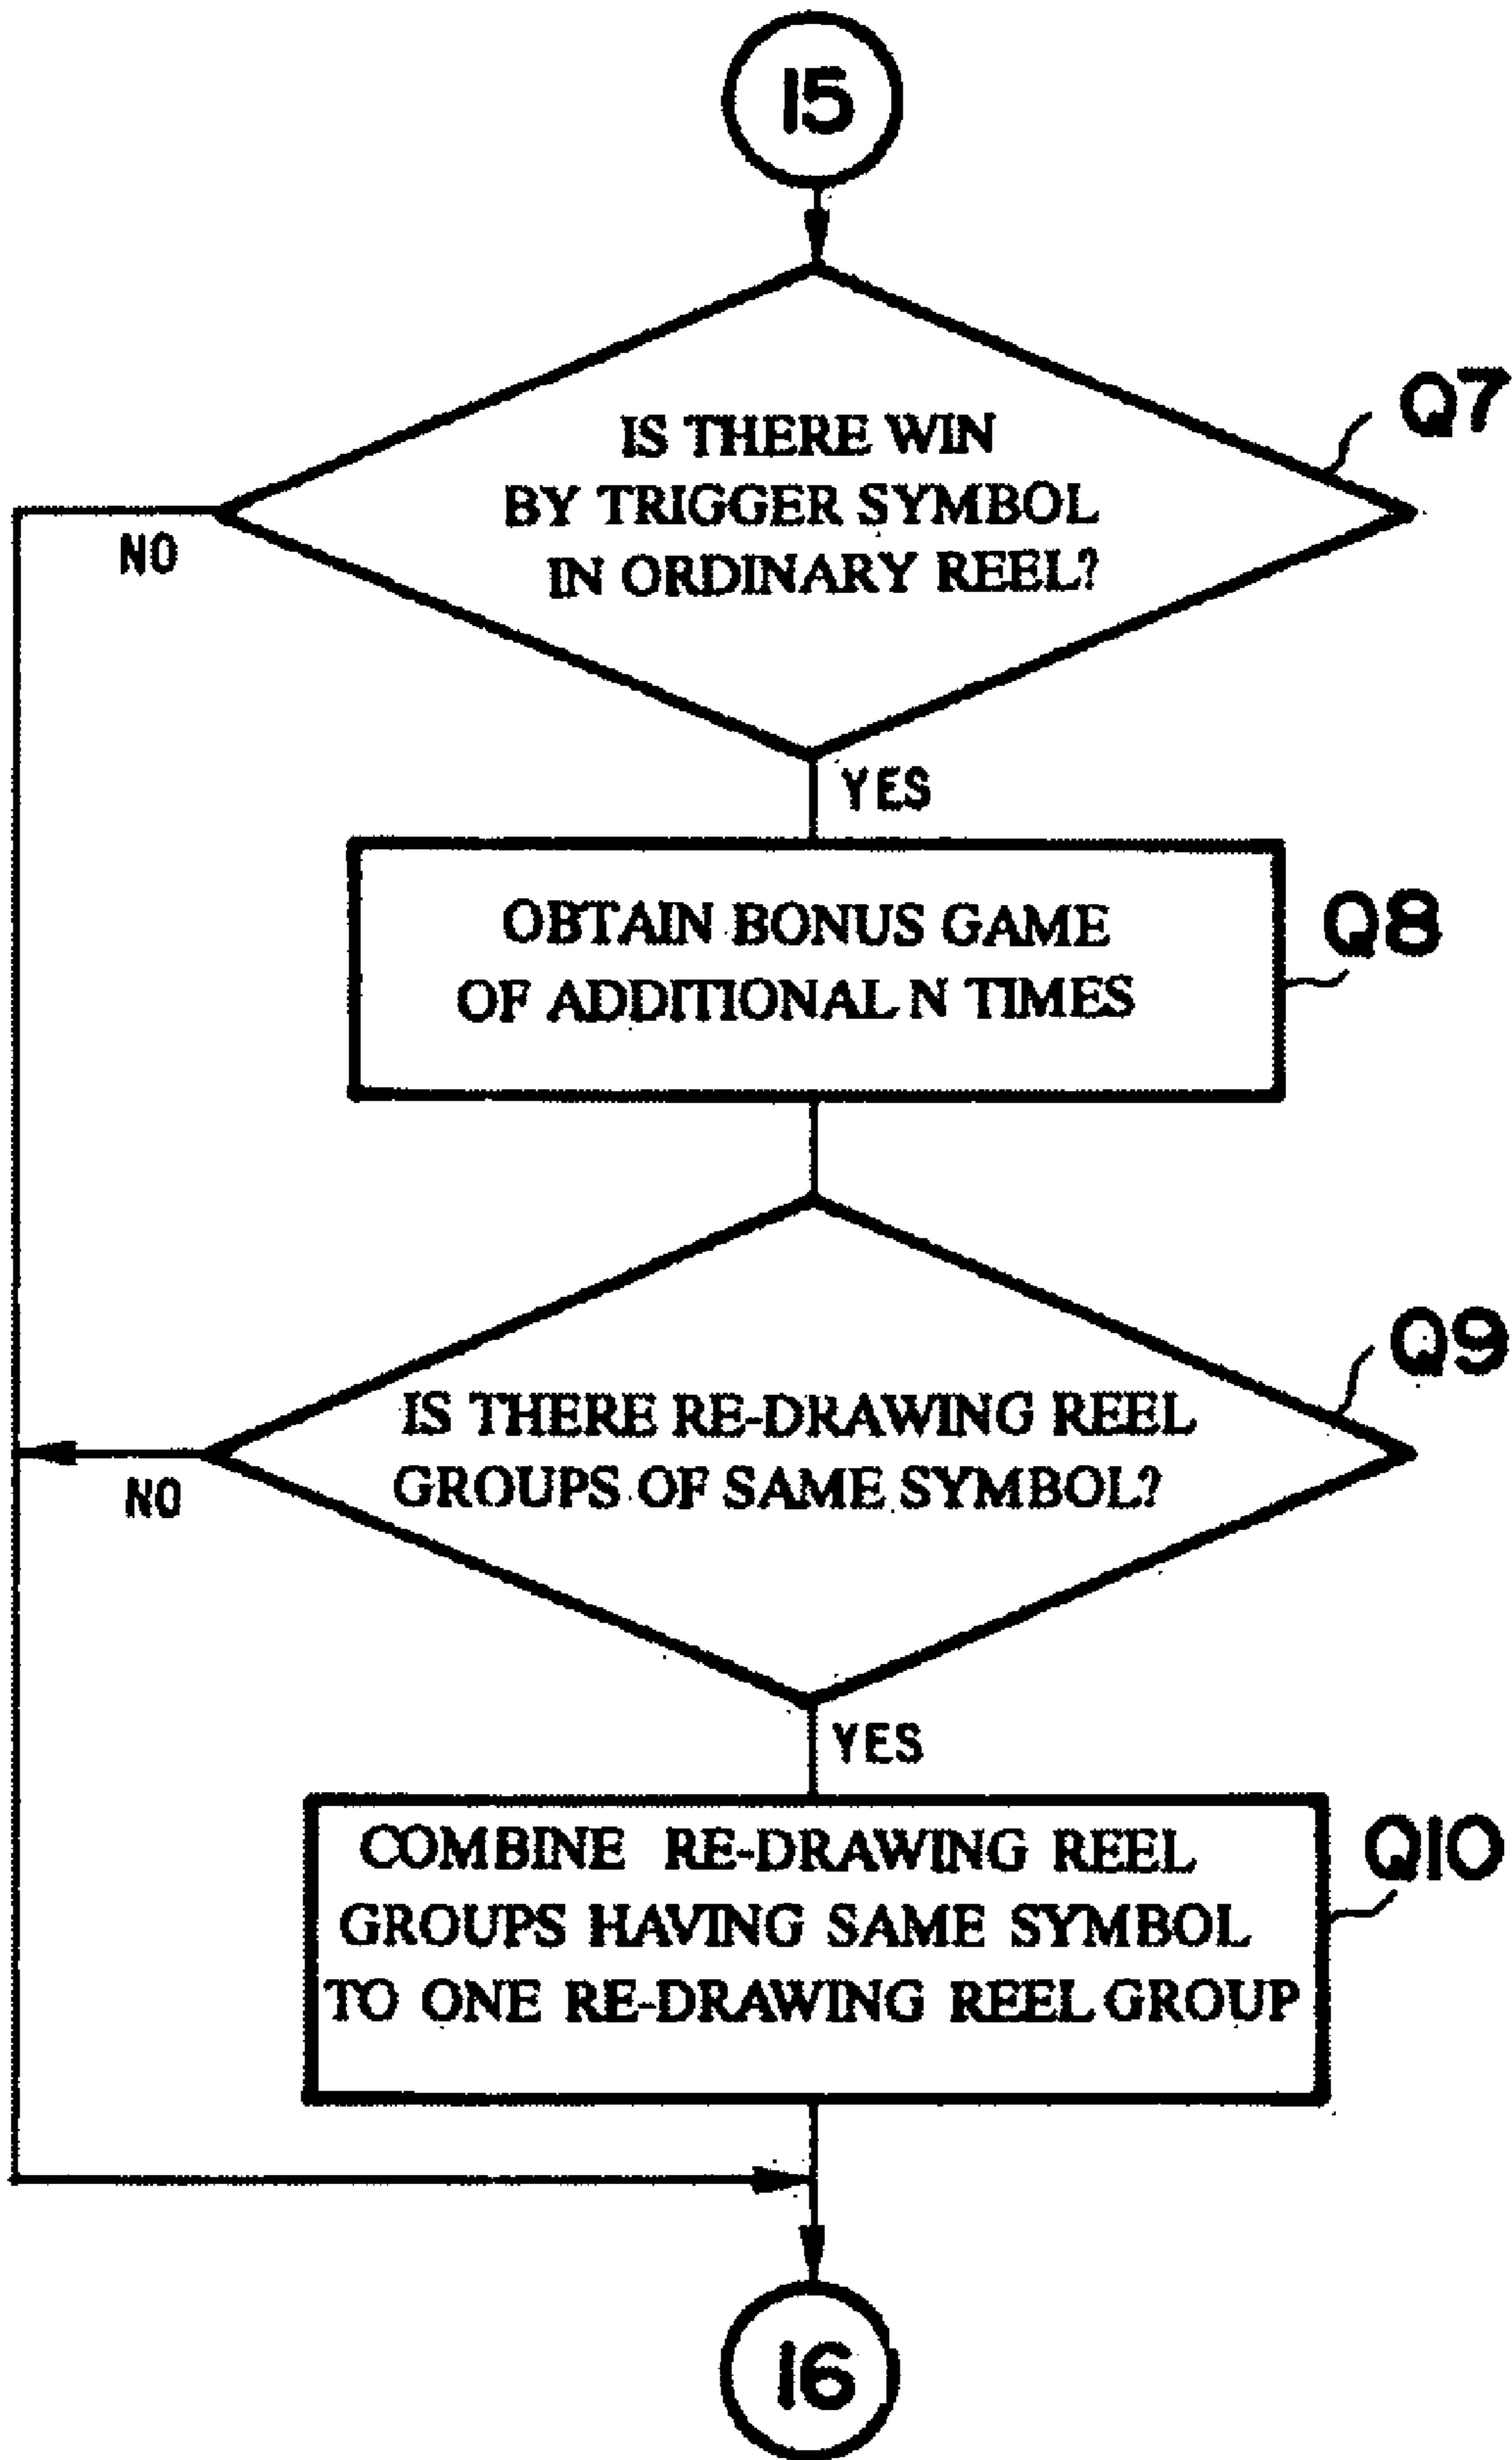 15
IS THERE WIN
BY TRIGGER SYMBOL
IN ORDINARY REEL?
Q7
NO
YES
OBTAIN BONUS GAME
OF ADDITIONAL N TIMES
Q8
IS THERE RE-DRAWING REEL
GROUPS OF SAME SYMBOL?
Q9
NO
YES
COMBINE RE-DRAWING REEL
GROUPS HAVING SAME SYMBOL
TO ONE RE-DRAWING REEL GROUP
Q10
16